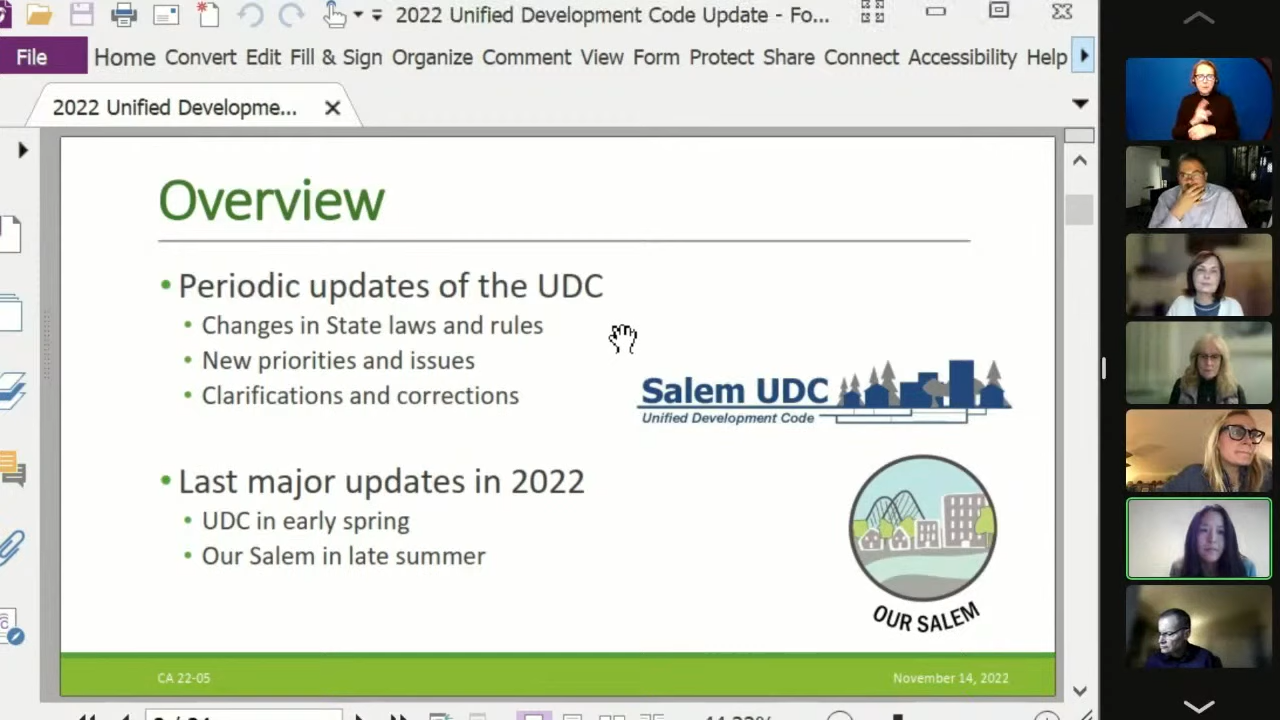 2022 Unified Development Code Update - Fo...
File Home Convert Edit Fill & Sign Organize Comment View Form Protect Share Connect Accessibility Help
2022 Unified Developme...
Overview
• Periodic updates of the UDC
• Changes in State laws and rules
• New priorities and issues
• Clarifications and corrections
Salem UDC
Unified Development Code
• Last major updates in 2022
• UDC in early spring
• Our Salem in late summer
OUR SALEM
CA 22-05
November 14, 2022